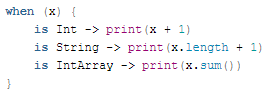 when (x) {
    is Int -> print(x + 1)
    is String -> print(x.length + 1)
    is IntArray -> print(x.sum())
}